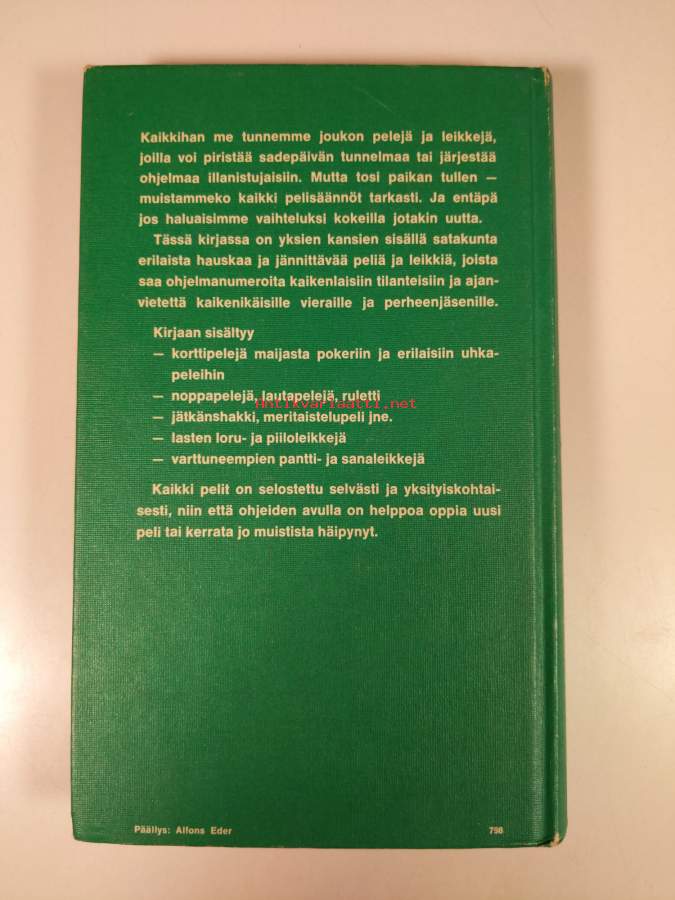 Kaikkihan me tunnemme joukon pelejä ja leikkejä,
joilla voi piristää sadepäivän tunnelmaa tai järjestää
ohjelmaa illanistujaisiin. Mutta tosi paikan tullen —
muistammeko kaikki pelisäännöt tarkasti. Ja entäpä
jos haluaisimme vaihteluksi kokeilla jotakin uutta.
Tässä kirjassa on yksien kansien sisällä satakunta
erilaista hauskaa ja jännittävää peliä ja leikkiä, joista
saa ohjelmanumeroita kaikenlaisiin tilanteisiin ja ajan-
vietettä kaikenikäisille vieraille ja perheenjäsenille.
Kirjaan sisältyy
— korttipelejä maijasta pokeriin ja erilaisiin uhka-
peleihin
— noppapelejä, lautapelejä, ruletti
Antikvariaatti.net
— jätkänshakki, meritaistelupeli jne.
— lasten loru- ja piiloleikkejä
— varttuneempien pantti- ja sanaleikkejä
Kaikki pelit on selostettu selvästi ja yksityiskohtai-
sesti, niin että ohjeiden avulla on helppoa oppia uusi
peli tai kerrata jo muistista häipynyt.
Päällys: Alfons Eder
798